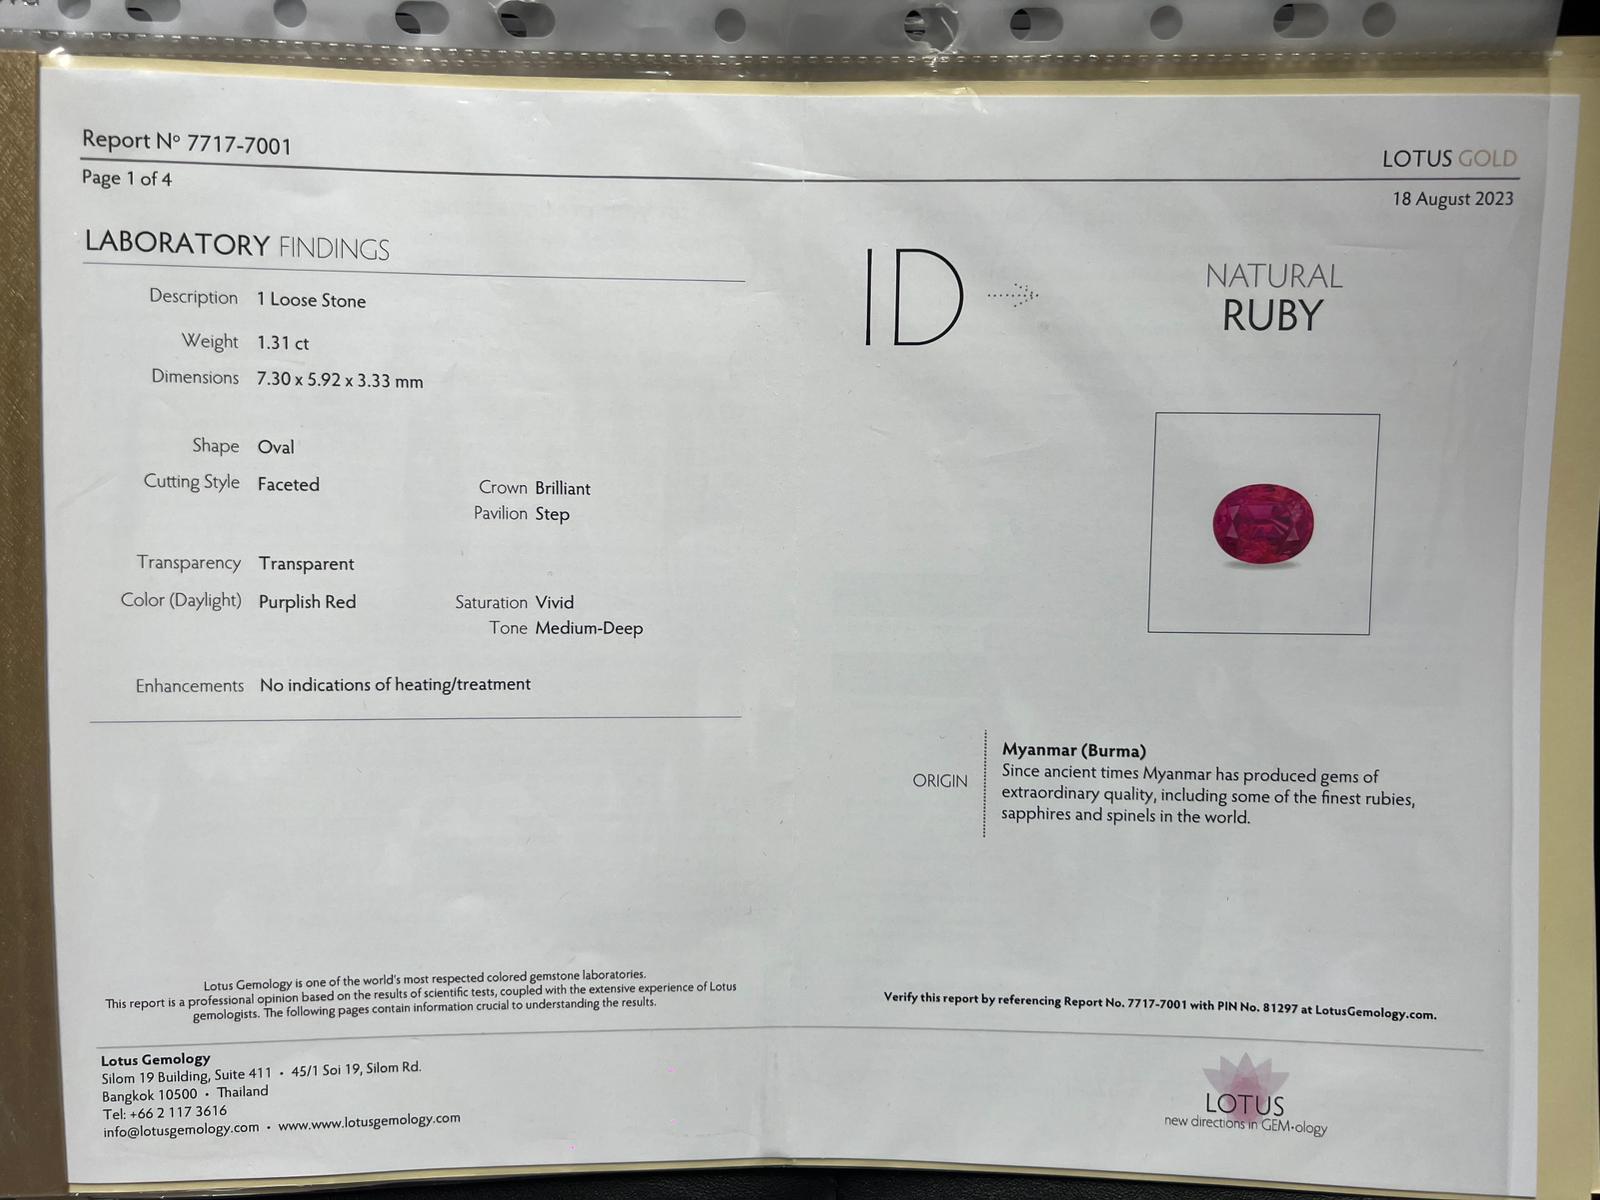 Report Nº 7717-7001
LOTUS GOLD
Page 1 of 4
18 August 2023
LABORATORY FINDINGS
Description 1 Loose Stone
Weight 1.31 ct
Dimensions 7.30 x 5.92 x 3.33 mm
Shape Oval
Cutting Style Faceted
Crown Brilliant
Pavilion Step
Transparency Transparent
Color (Daylight) Purplish Red
Saturation Vivid
Tone Medium-Deep
Enhancements No indications of heating/treatment
ID
NATURAL
RUBY
ORIGIN
Myanmar (Burma)
Since ancient times Myanmar has produced gems of
extraordinary quality, including some of the finest rubies,
sapphires and spinels in the world.
Lotus Gemology is one of the world's most respected colored gemstone laboratories.
This report is a professional opinion based on the results of scientific tests, coupled with the extensive experience of Lotus
gemologists. The following pages contain information crucial to understanding the results.
Verify this report by referencing Report No. 7717-7001 with PIN No. 81297 at LotusGemology.com.
Lotus Gemology
Silom 19 Building, Suite 411 • 45/1 Soi 19, Silom Rd.
Bangkok 10500 • Thailand
Tel: +66 2 117 3616
info@lotusgemology.com • www.www.lotusgemology.com
LOTUS
new directions in GEM•ology